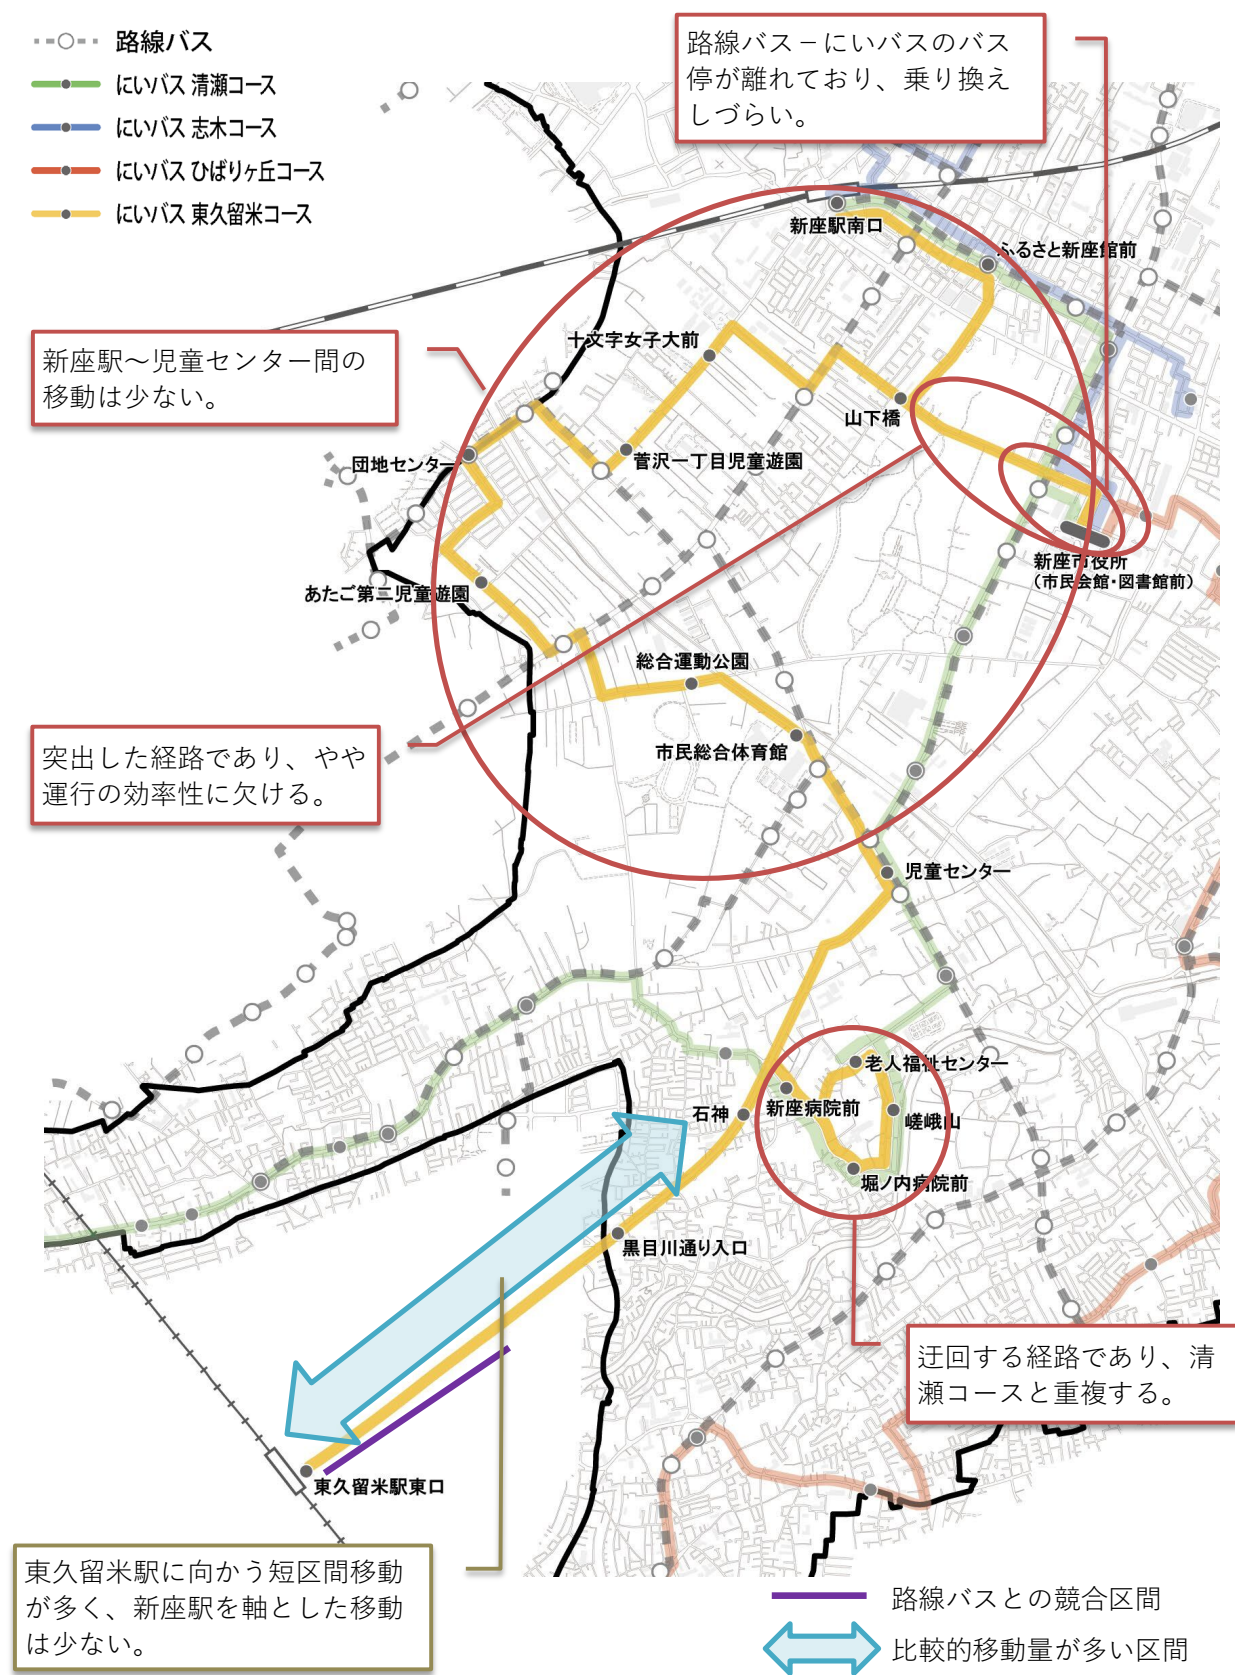 路線バス
にいバス 清瀬コース
にいバス 志木コース
にいバス ひばりヶ丘コース
にいバス 東久留米コース
路線バス－にいバスのバス
停が離れており、乗り換え
しづらい。
新座駅南口
ふるさと新座館前
新座駅～児童センター間の
移動は少ない。
十文字女子大前
山下橋
団地センター
菅沢一丁目児童遊園
新座市役所
（市民会館・図書館前）
あたご第二児童遊園
総合運動公園
市民総合体育館
突出した経路であり、やや
運行の効率性に欠ける。
児童センター
老人福祉センター
新座病院前
石神
嵯峨山
堀ノ内病院前
黒目川通り入口
迂回する経路であり、清
瀬コースと重複する。
東久留米駅東口
東久留米駅に向かう短区間移動
が多く、新座駅を軸とした移動
は少ない。
路線バスとの競合区間
比較的移動量が多い区間